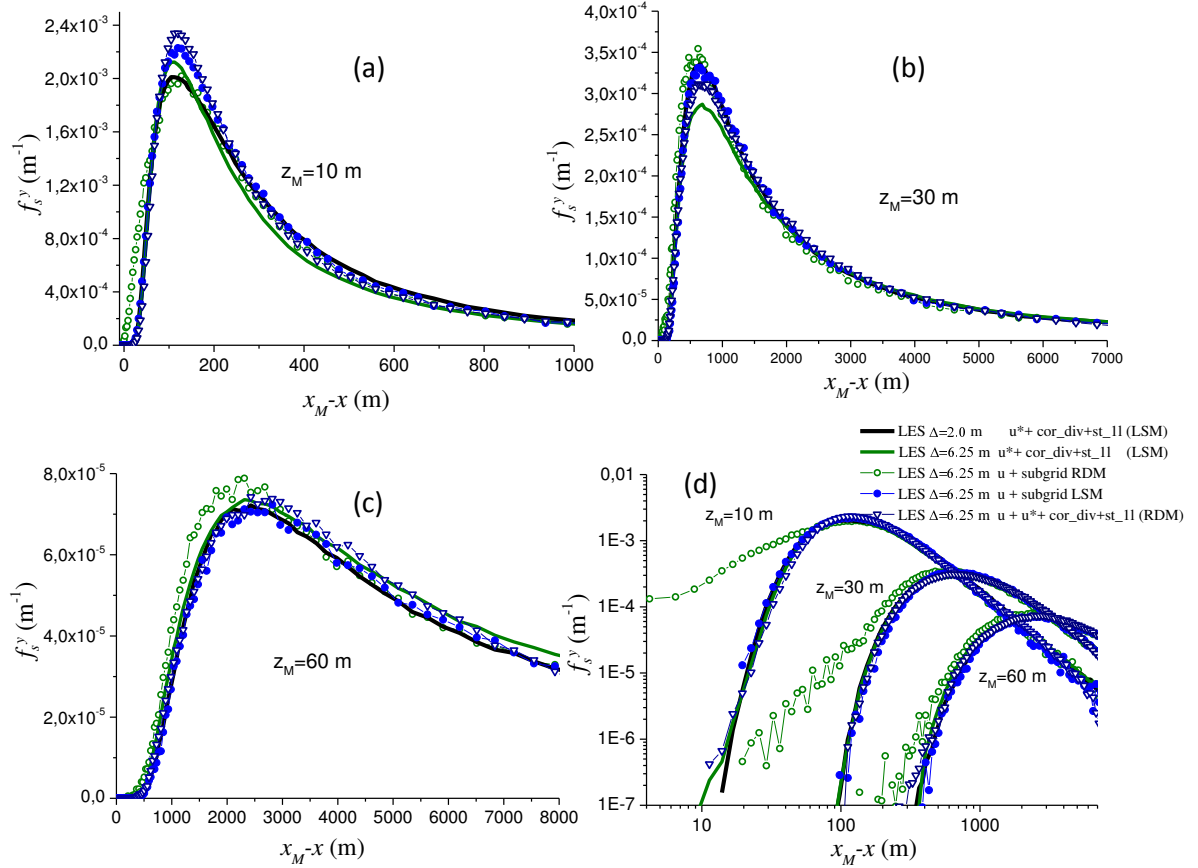 2,4x10⁻³
2,0x10⁻³
1,6x10⁻³
1,2x10⁻³
8,0x10⁻⁴
4,0x10⁻⁴
0,0
fₛʸ (m⁻¹)
(a)
z_M=10 m
0 200 400 600 800 1000
x_M-x (m)
4,0x10⁻⁴
3,5x10⁻⁴
3,0x10⁻⁴
2,5x10⁻⁴
2,0x10⁻⁴
1,5x10⁻⁴
1,0x10⁻⁴
5,0x10⁻⁵
0,0
fₛʸ (m⁻¹)
(b)
z_M=30 m
0 1000 2000 3000 4000 5000 6000 7000
x_M-x (m)
8,0x10⁻⁵
6,0x10⁻⁵
4,0x10⁻⁵
2,0x10⁻⁵
0,0
fₛʸ (m⁻¹)
(c)
z_M=60 m
0 1000 2000 3000 4000 5000 6000 7000 8000
x_M-x (m)
LES Δ=2.0 m u*+ cor_div+st_1l (LSM)
LES Δ=6.25 m u*+ cor_div+st_1l (LSM)
LES Δ=6.25 m u + subgrid RDM
LES Δ=6.25 m u + subgrid LSM
LES Δ=6.25 m u + u*+ cor_div+st_1l (RDM)
0,01
1E-3
1E-4
1E-5
1E-6
1E-7
fₛʸ (m⁻¹)
(d)
z_M=10 m
z_M=30 m
z_M=60 m
10 100 1000
x_M-x (m)